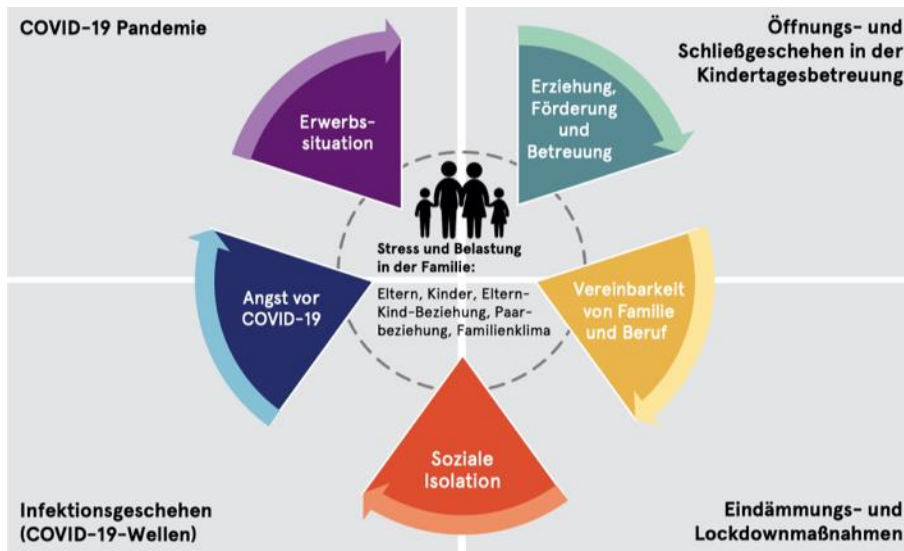 COVID-19 Pandemie
Öffnungs- und
Schließgeschehen in der
Kindertagesbetreuung
Erwerbs-
situation
Erziehung,
Förderung
und
Betreuung
Stress und Belastung
in der Familie:
Eltern, Kinder, Eltern-
Kind-Beziehung, Paar-
beziehung, Familienklima
Angst vor
COVID-19
Vereinbarkeit
von Familie
und Beruf
Soziale
Isolation
Infektionsgeschehen
(COVID-19-Wellen)
Eindämmungs- und
Lockdownmaßnahmen